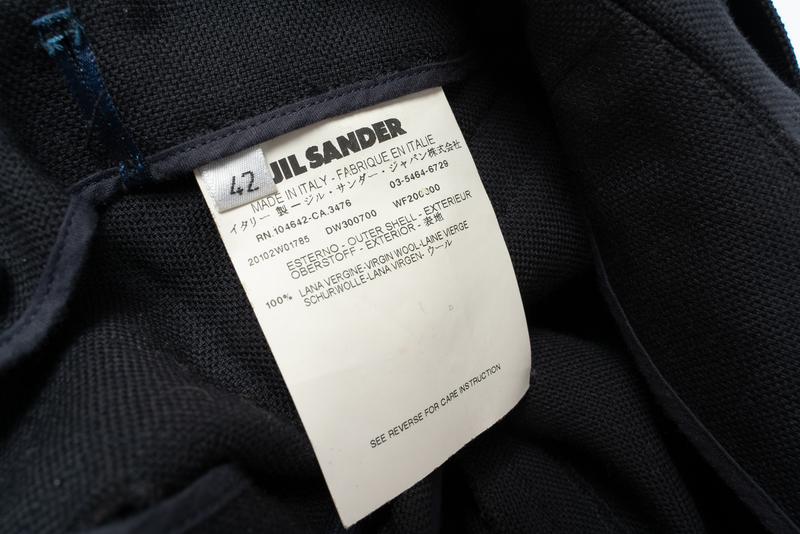 42
JIL SANDER
MADE IN ITALY - FABRIQUE EN ITALIE
イタリー 製 ージル・サンダー・ジャパン株式会社
03-5464-6729
RN.104642-CA.3476
20102W01785 DW300700 WF200300
ESTERNO - OUTER SHELL - EXTERIEUR
OBERSTOFF - EXTERIOR - 表地
100% LANA VERGINE-VIRGIN WOOL-LAINE VIERGE
SCHURWOLLE-LANA VIRGEN- ウール
SEE REVERSE FOR CARE INSTRUCTION